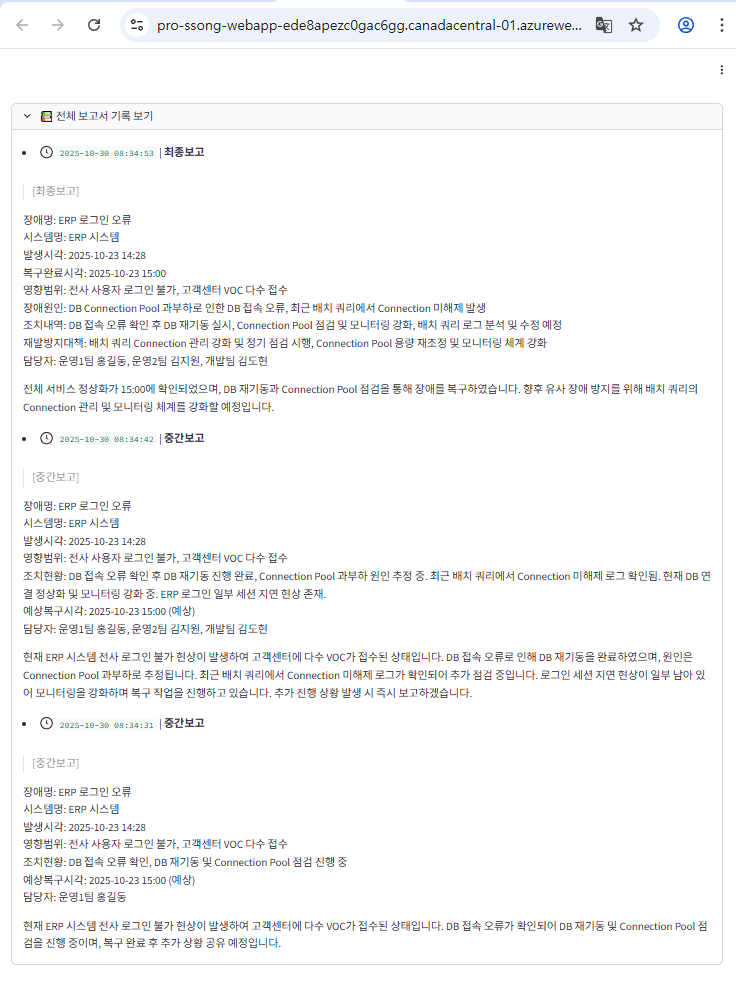 pro-ssong-webapp-ede8apezc0gac6gg.canadacentral-01.azurewe...
전체 보고서 기록 보기
2025-10-30 08:34:53 | 최종보고
[최종보고]
장애명: ERP 로그인 오류
시스템명: ERP 시스템
발생시각: 2025-10-23 14:28
복구완료시각: 2025-10-23 15:00
영향범위: 전사 사용자 로그인 불가, 고객센터 VOC 다수 접수
장애원인: DB Connection Pool 과부하로 인한 DB 접속 오류, 최근 배치 쿼리에서 Connection 미해제 발생
조치내역: DB 접속 오류 확인 후 DB 재기동 실시, Connection Pool 점검 및 모니터링 강화, 배치 쿼리 로그 분석 및 수정 예정
재발방지대책: 배치 쿼리 Connection 관리 강화 및 정기 점검 시행, Connection Pool 용량 재조정 및 모니터링 체계 강화
담당자: 운영1팀 홍길동, 운영2팀 김지원, 개발팀 김도현
전체 서비스 정상화가 15:00에 확인되었으며, DB 재기동과 Connection Pool 점검을 통해 장애를 복구하였습니다. 향후 유사 장애 방지를 위해 배치 쿼리의
Connection 관리 및 모니터링 체계를 강화할 예정입니다.
2025-10-30 08:34:42 | 중간보고
[중간보고]
장애명: ERP 로그인 오류
시스템명: ERP 시스템
발생시각: 2025-10-23 14:28
영향범위: 전사 사용자 로그인 불가, 고객센터 VOC 다수 접수
조치현황: DB 접속 오류 확인 후 DB 재기동 진행 완료, Connection Pool 과부하 원인 추정 중. 최근 배치 쿼리에서 Connection 미해제 로그 확인됨. 현재 DB 연
결 정상화 및 모니터링 강화 중. ERP 로그인 일부 세션 지연 현상 존재.
예상복구시각: 2025-10-23 15:00 (예상)
담당자: 운영1팀 홍길동, 운영2팀 김지원, 개발팀 김도현
현재 ERP 시스템 전사 로그인 불가 현상이 발생하여 고객센터에 다수 VOC가 접수된 상태입니다. DB 접속 오류로 인해 DB 재기동을 완료하였으며, 원인은
Connection Pool 과부하로 추정됩니다. 최근 배치 쿼리에서 Connection 미해제 로그가 확인되어 추가 점검 중입니다. 로그인 세션 지연 현상이 일부 남아 있
어 모니터링을 강화하며 복구 작업을 진행하고 있습니다. 추가 진행 상황 발생 시 즉시 보고하겠습니다.
2025-10-30 08:34:31 | 중간보고
[중간보고]
장애명: ERP 로그인 오류
시스템명: ERP 시스템
발생시각: 2025-10-23 14:28
영향범위: 전사 사용자 로그인 불가, 고객센터 VOC 다수 접수
조치현황: DB 접속 오류 확인, DB 재기동 및 Connection Pool 점검 진행 중
예상복구시각: 2025-10-23 15:00 (예상)
담당자: 운영1팀 홍길동
현재 ERP 시스템 전사 로그인 불가 현상이 발생하여 고객센터에 다수 VOC가 접수된 상태입니다. DB 접속 오류가 확인되어 DB 재기동 및 Connection Pool 점
검을 진행 중이며, 복구 완료 후 추가 상황 공유 예정입니다.